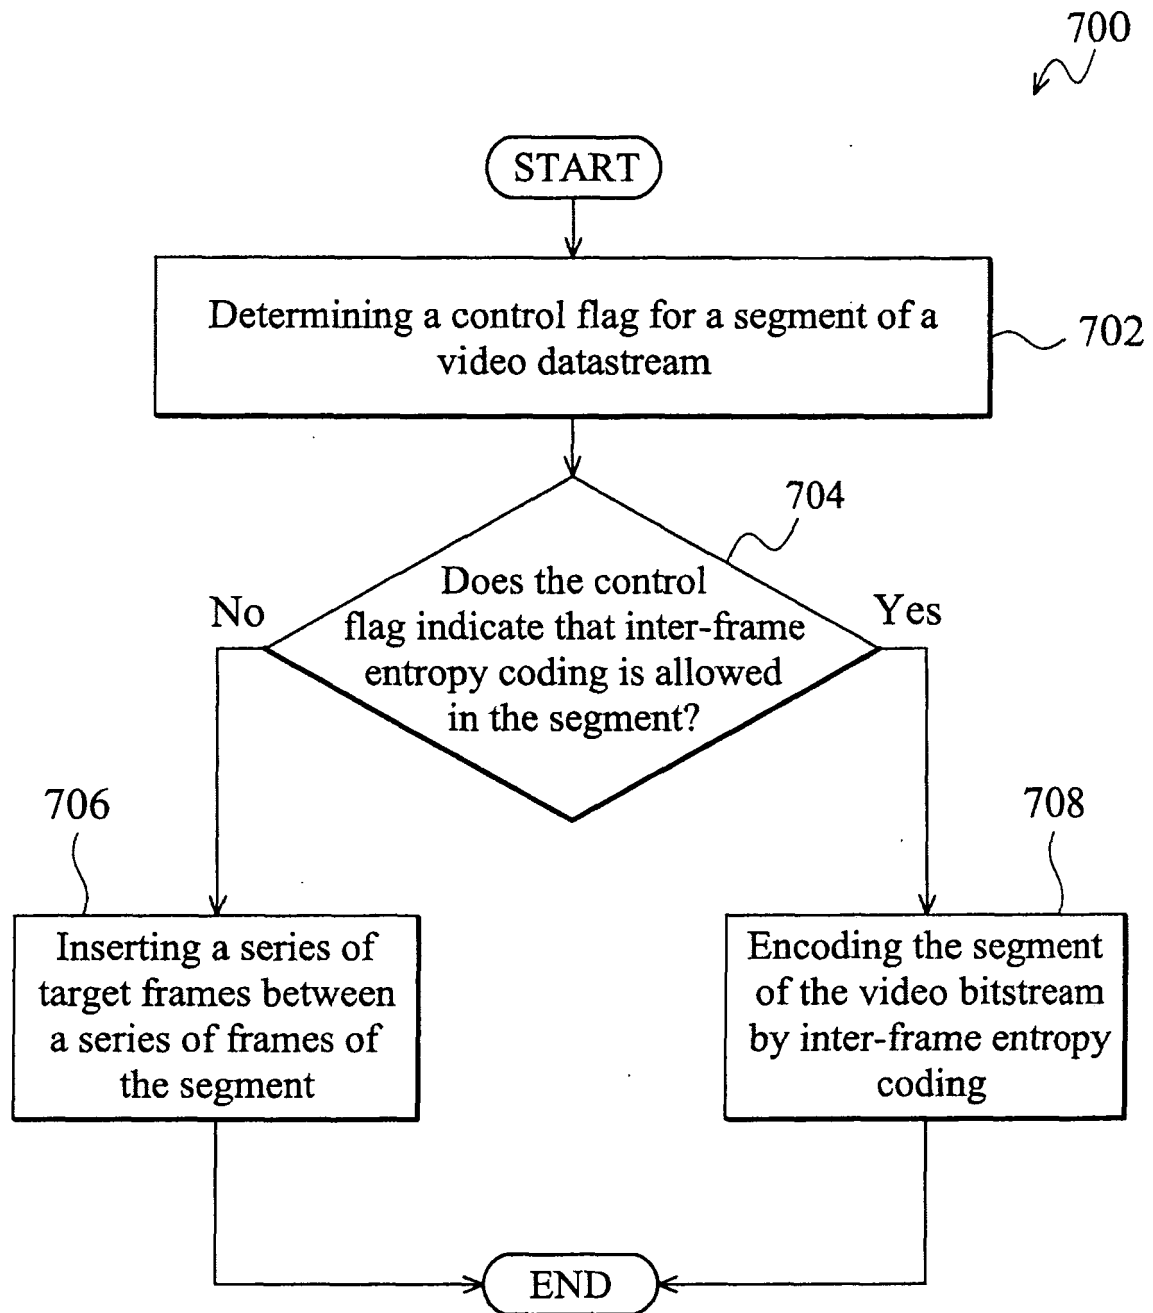 700
START
Determining a control flag for a segment of a
video datastream
702
704
Does the control
flag indicate that inter-frame
entropy coding is allowed
in the segment?
No
Yes
706
708
Inserting a series of
target frames between
a series of frames of
the segment
Encoding the segment
of the video bitstream
by inter-frame entropy
coding
END